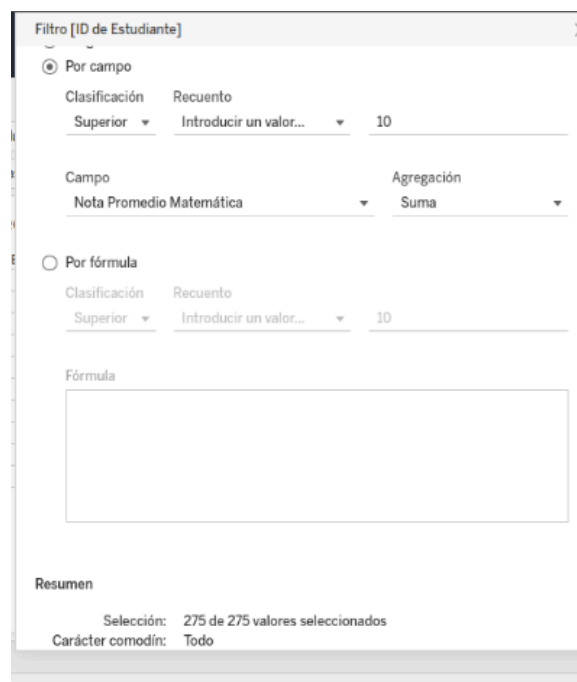 Filtro [ID de Estudiante]
Por campo
Clasificación Recuento
Superior Introducir un valor... 10
Campo Agregación
Nota Promedio Matemática Suma
Por fórmula
Clasificación Recuento
Superior Introducir un valor... 10
Fórmula
Resumen
Selección: 275 de 275 valores seleccionados
Carácter comodín: Todo